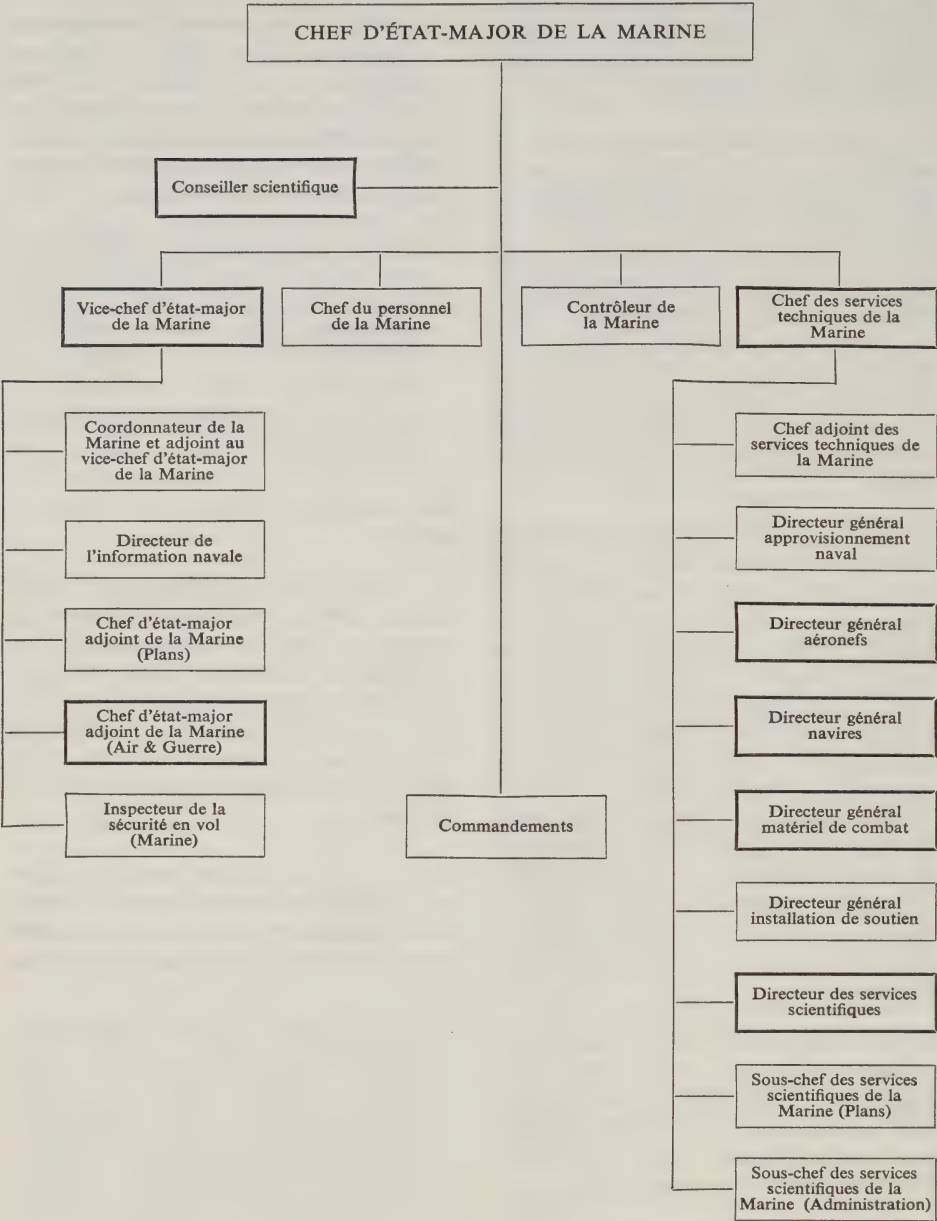 CHEF D'ÉTAT-MAJOR DE LA MARINE
Conseiller scientifique
Vice-chef d'état-major
de la Marine
Chef du personnel
de la Marine
Contrôleur de
la Marine
Chef des services
techniques de la
Marine
Coordonnateur de la
Marine et adjoint au
vice-chef d'état-major
de la Marine
Directeur de
l'information navale
Chef d'état-major
adjoint de la Marine
(Plans)
Chef d'état-major
adjoint de la Marine
(Air & Guerre)
Inspecteur de la
sécurité en vol
(Marine)
Commandements
Chef adjoint des
services techniques de
la Marine
Directeur général
approvisionnement
naval
Directeur général
aéronefs
Directeur général
navires
Directeur général
matériel de combat
Directeur général
installation de soutien
Directeur des services
scientifiques
Sous-chef des services
scientifiques de la
Marine (Plans)
Sous-chef des services
scientifiques de la
Marine (Administration)